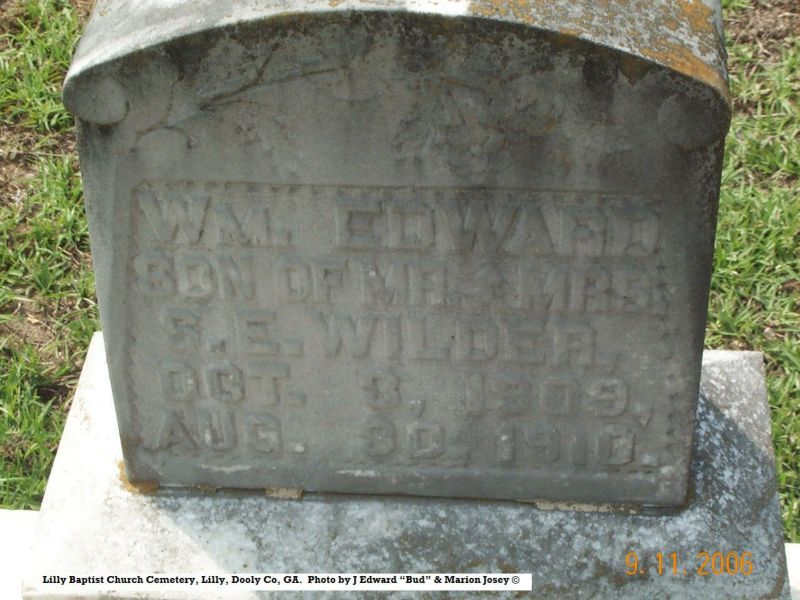 WM. EDWARD
SON OF MR. & MRS.
S. E. WILDER,
OCT. 3, 1909,
AUG. 30, 1910.
9.11.2006
Lilly Baptist Church Cemetery, Lilly, Dooly Co, GA. Photo by J Edward “Bud” & Marion Josey ©